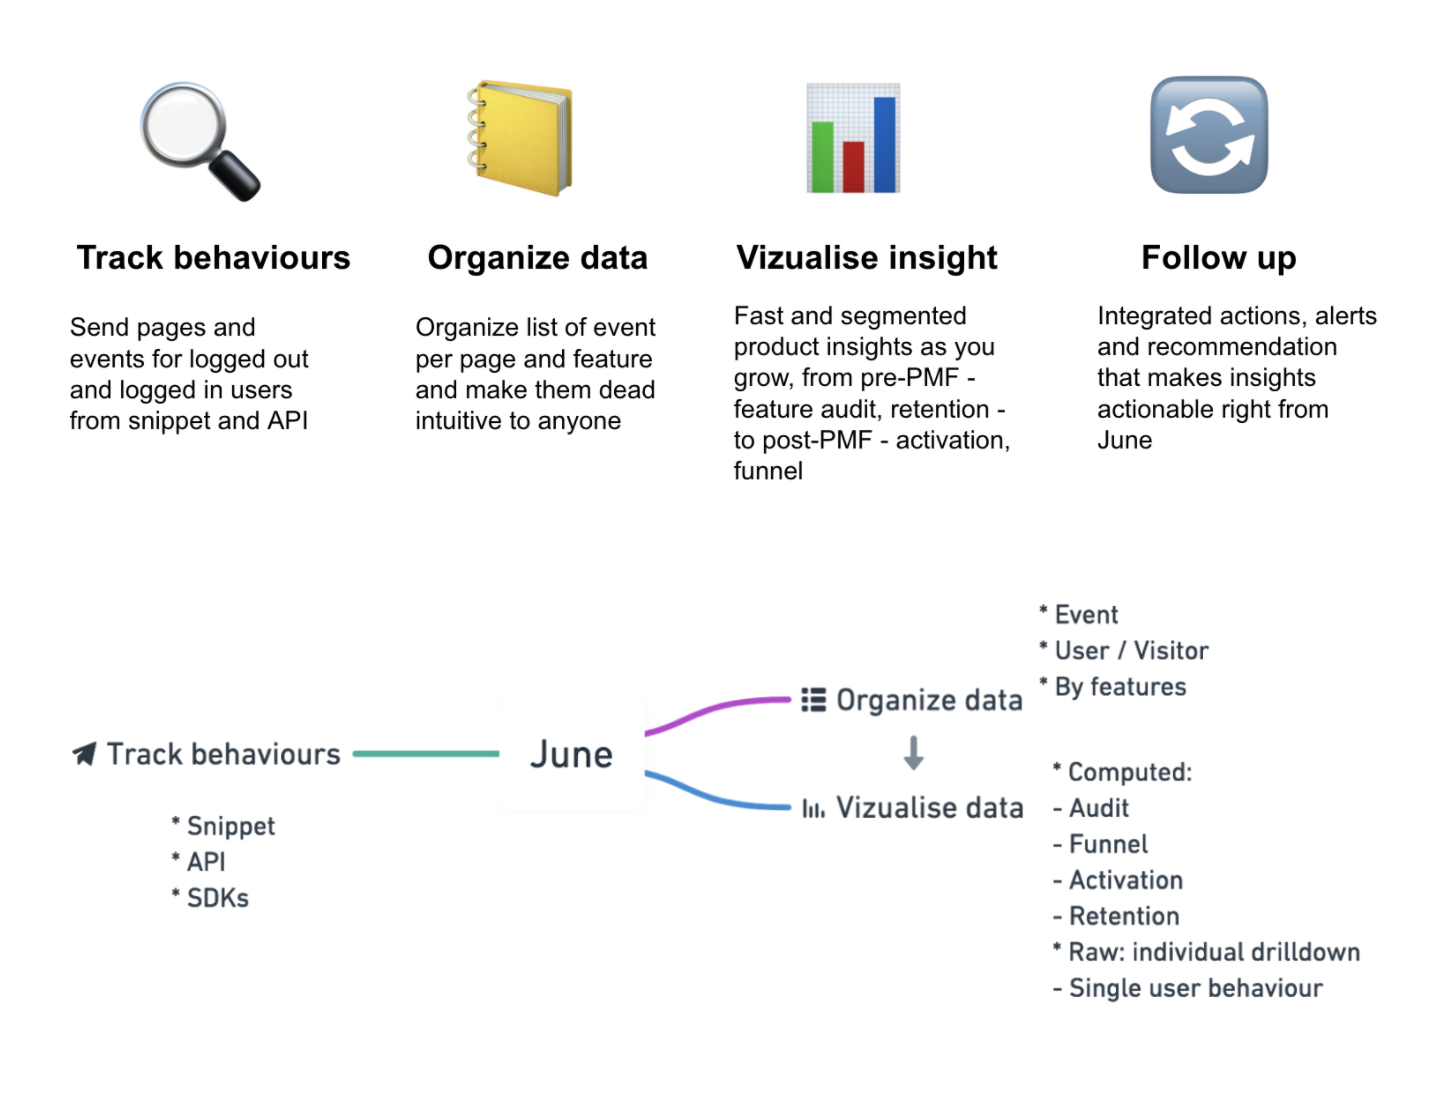 Track behaviours
Send pages and
events for logged out
and logged in users
from snippet and API
Organize data
Organize list of event
per page and feature
and make them dead
intuitive to anyone
Vizualise insight
Fast and segmented
product insights as you
grow, from pre-PMF -
feature audit, retention -
to post-PMF - activation,
funnel
Follow up
Integrated actions, alerts
and recommendation
that makes insights
actionable right from
June
Track behaviours
* Snippet
* API
* SDKs
June
Organize data
* Event
* User / Visitor
* By features
Vizualise data
* Computed:
- Audit
- Funnel
- Activation
- Retention
* Raw: individual drilldown
- Single user behaviour